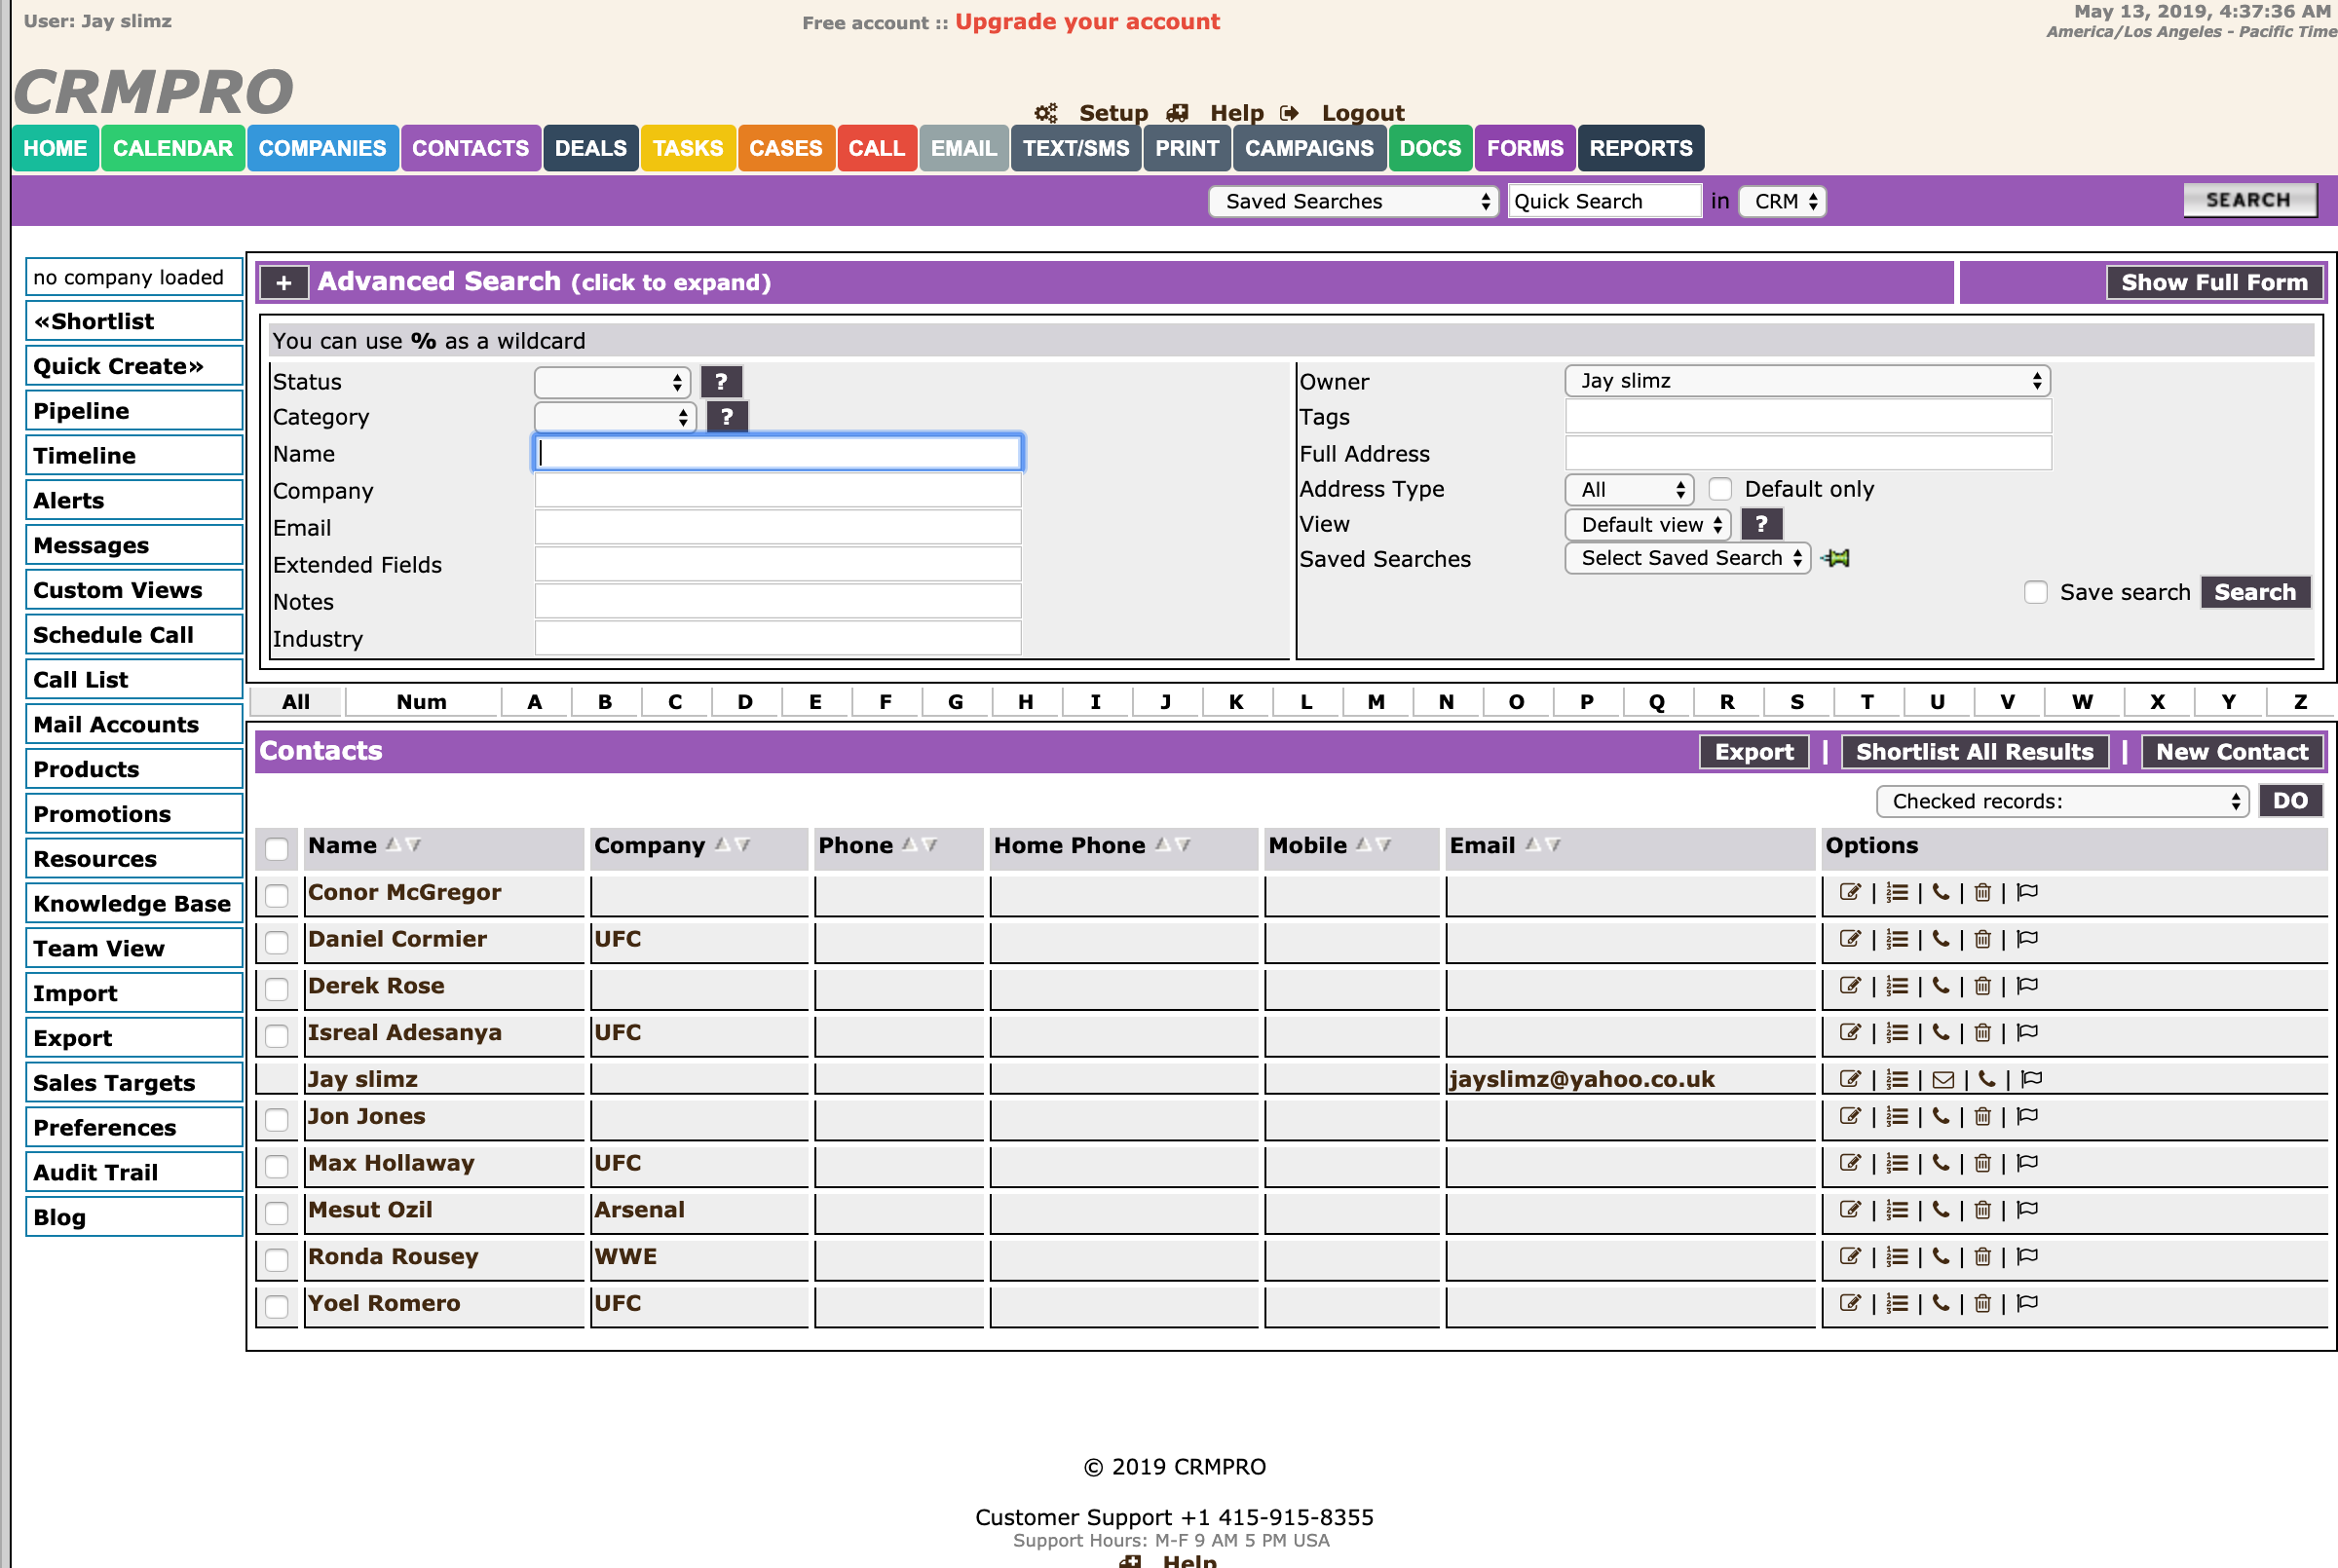 User: Jay slimz
Free account :: Upgrade your account
May 13, 2019, 4:37:36 AM
America/Los Angeles - Pacific Time
CRMPRO
Setup Help Logout
HOME CALENDAR COMPANIES CONTACTS DEALS TASKS CASES CALL EMAIL TEXT/SMS PRINT CAMPAIGNS DOCS FORMS REPORTS
Saved Searches Quick Search in CRM SEARCH
no company loaded
«Shortlist
Quick Create»
Pipeline
Timeline
Alerts
Messages
Custom Views
Schedule Call
Call List
Mail Accounts
Products
Promotions
Resources
Knowledge Base
Team View
Import
Export
Sales Targets
Preferences
Audit Trail
Blog
+ Advanced Search (click to expand) Show Full Form
You can use % as a wildcard
Status ?
Category ?
Name
Company
Email
Extended Fields
Notes
Industry
Owner Jay slimz
Tags
Full Address
Address Type All Default only
View Default view ?
Saved Searches Select Saved Search
Save search Search
All Num A B C D E F G H I J K L M N O P Q R S T U V W X Y Z
Contacts Export | Shortlist All Results | New Contact
Checked records: DO
Name Company Phone Home Phone Mobile Email Options
Conor McGregor | | | |
Daniel Cormier UFC | | | |
Derek Rose | | | |
Isreal Adesanya UFC | | | |
Jay slimz jayslimz@yahoo.co.uk | | | |
Jon Jones | | | |
Max Hollaway UFC | | | |
Mesut Ozil Arsenal | | | |
Ronda Rousey WWE | | | |
Yoel Romero UFC | | | |
© 2019 CRMPRO
Customer Support +1 415-915-8355
Support Hours: M-F 9 AM 5 PM USA
Help